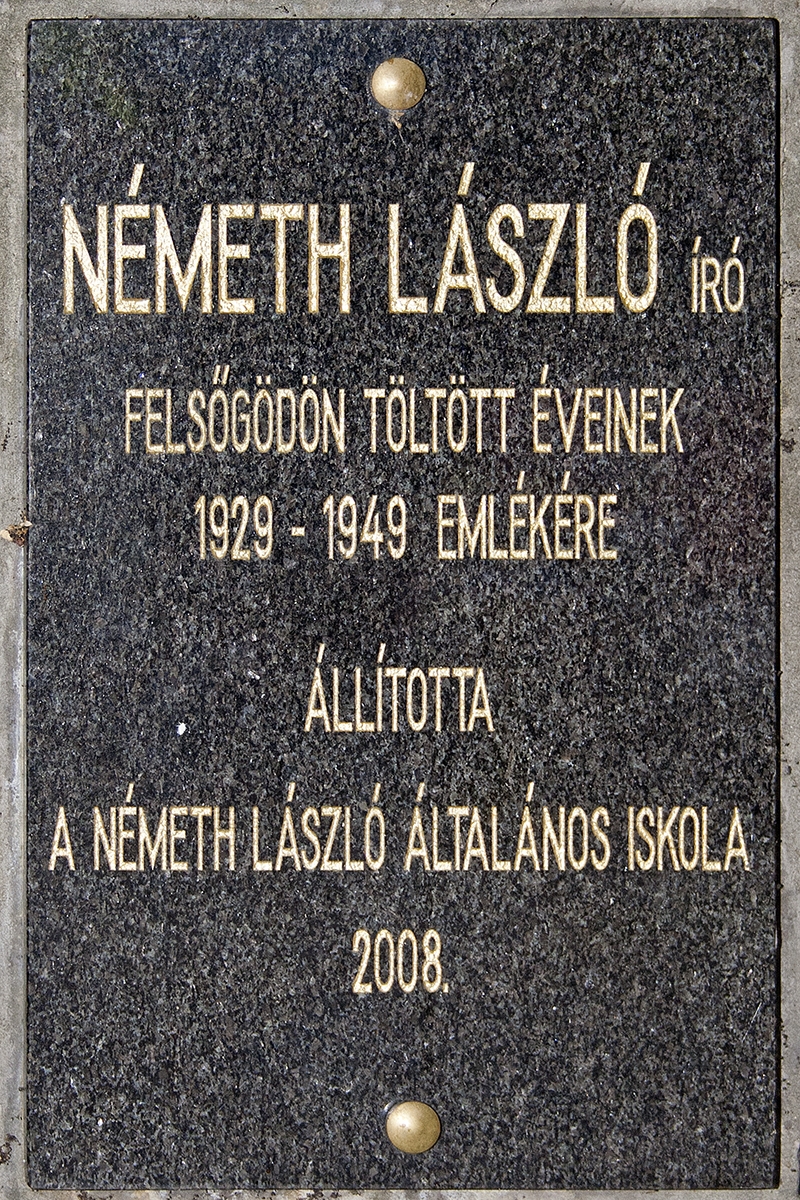 NÉMETH LÁSZLÓ ÍRÓ
FELSŐGÖDÖN TÖLTÖTT ÉVEINEK
1929 - 1949 EMLÉKÉRE
ÁLLÍTOTTA
A NÉMETH LÁSZLÓ ÁLTALÁNOS ISKOLA
2008.